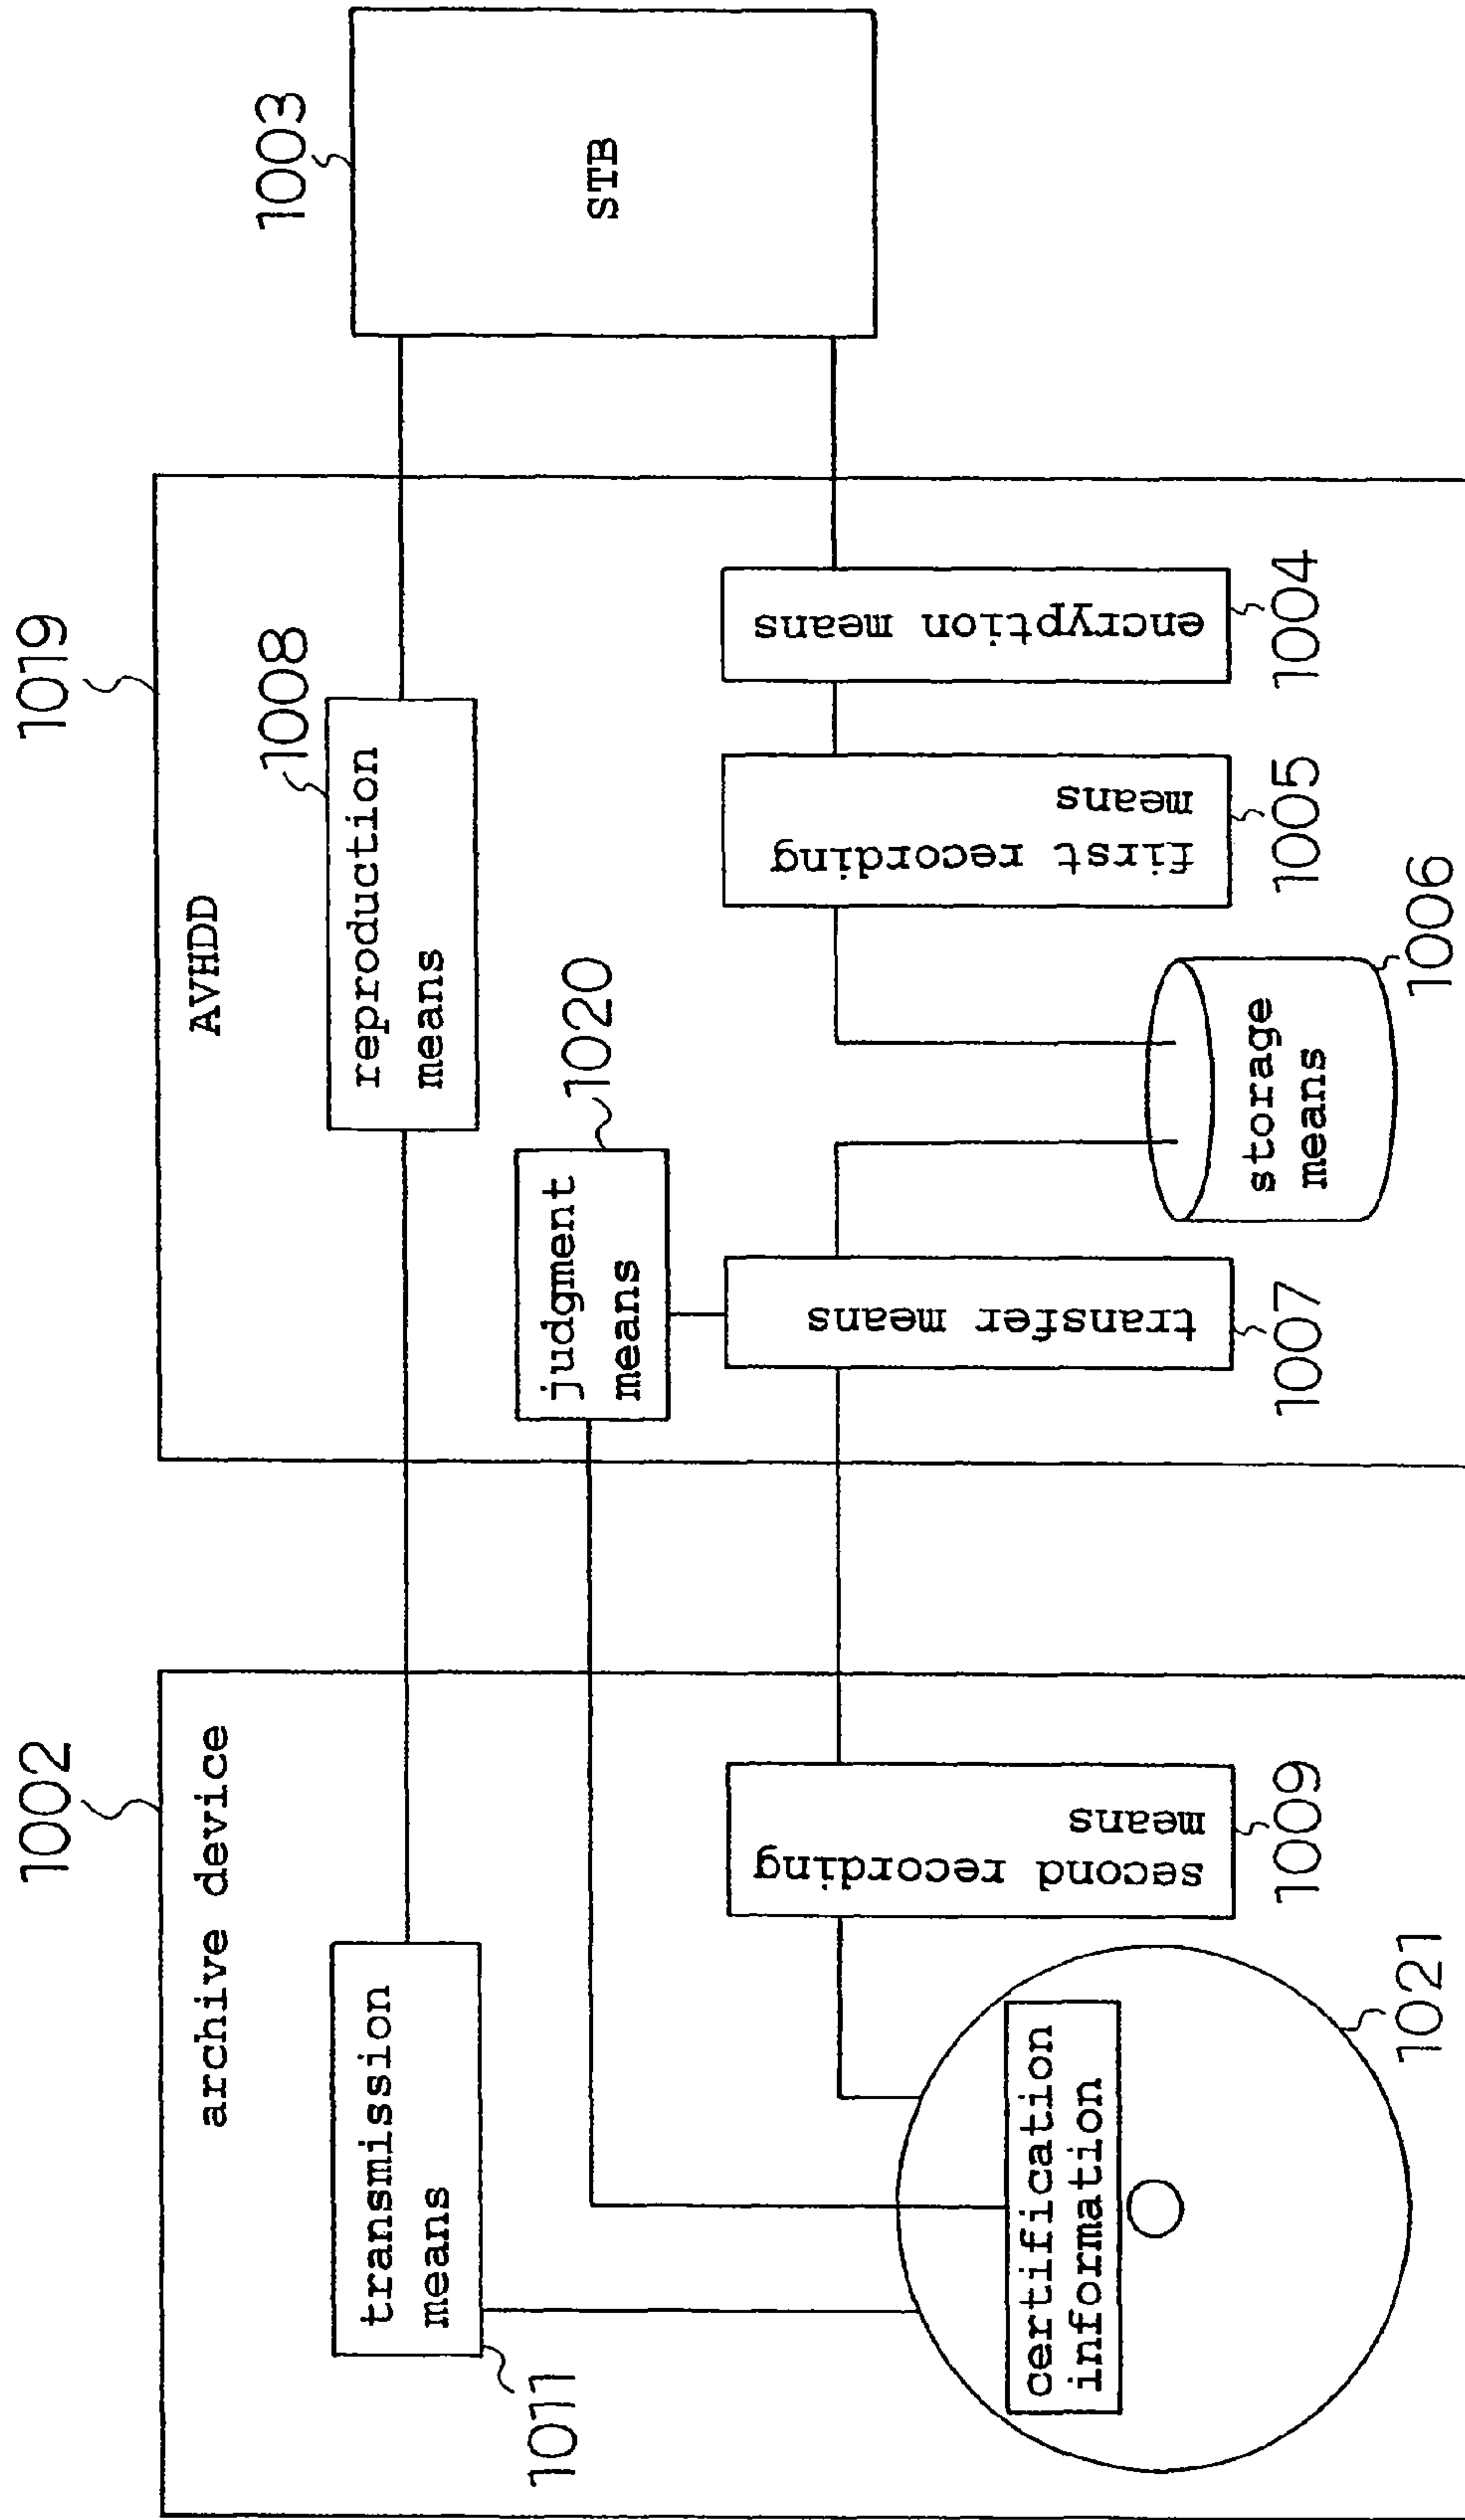 1002
archive device
transmission
means
1011
second recording
means
1009
certification
information
1021
1019
AVHDD
reproduction
means
1008
judgment
means
1020
transfer means
1007
storage
means
1006
first recording
means
1005
encryption means
1004
STB
1003